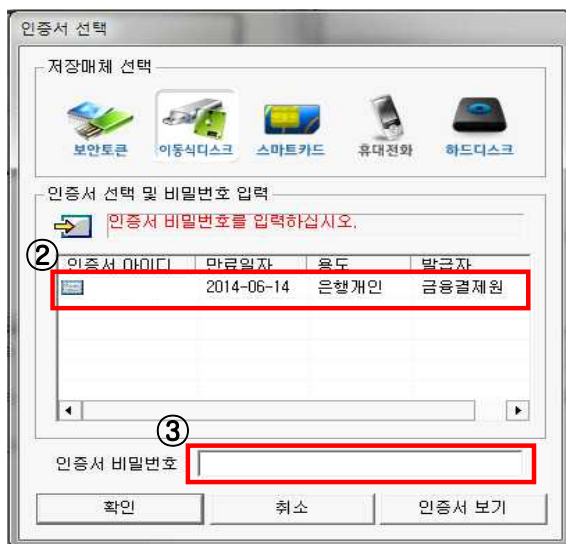 인증서 선택
저장매체 선택
보안토큰 이동식디스크 스마트카드 휴대전화 하드디스크
인증서 선택 및 비밀번호 입력
인증서 비밀번호를 입력하십시오.
②
인증서 아이디 만료일자 용도 발급자
2014-06-14 은행개인 금융결제원
③
인증서 비밀번호
확인 취소 인증서 보기